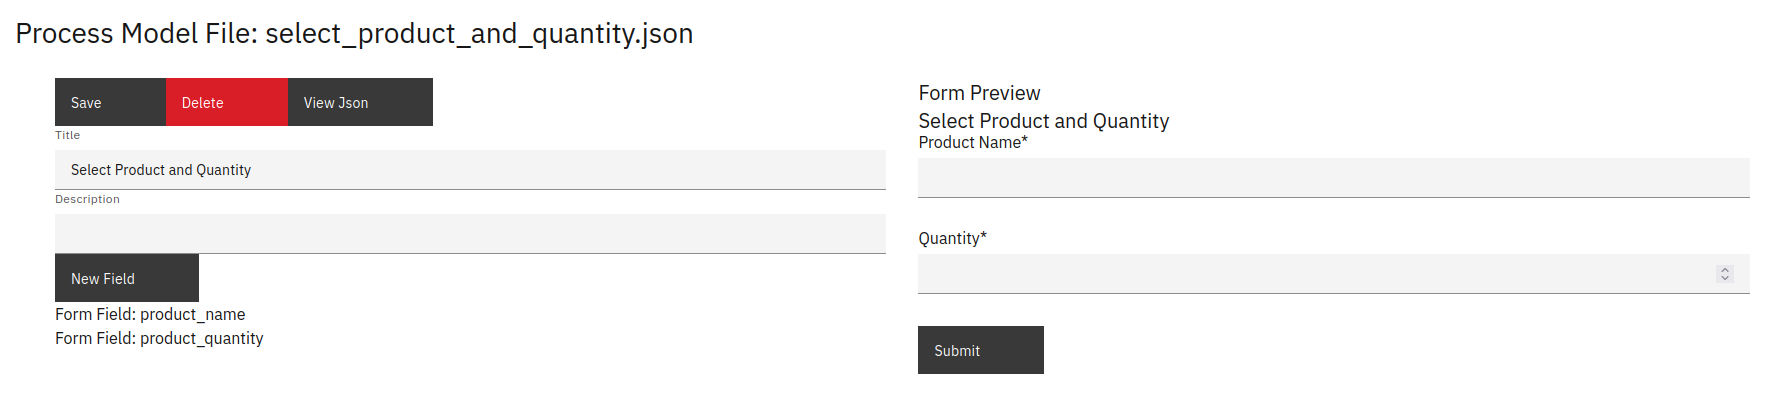 Process Model File: select_product_and_quantity.json
Save Delete View Json
Title
Select Product and Quantity
Description
New Field
Form Field: product_name
Form Field: product_quantity
Form Preview
Select Product and Quantity
Product Name*
Quantity*
Submit